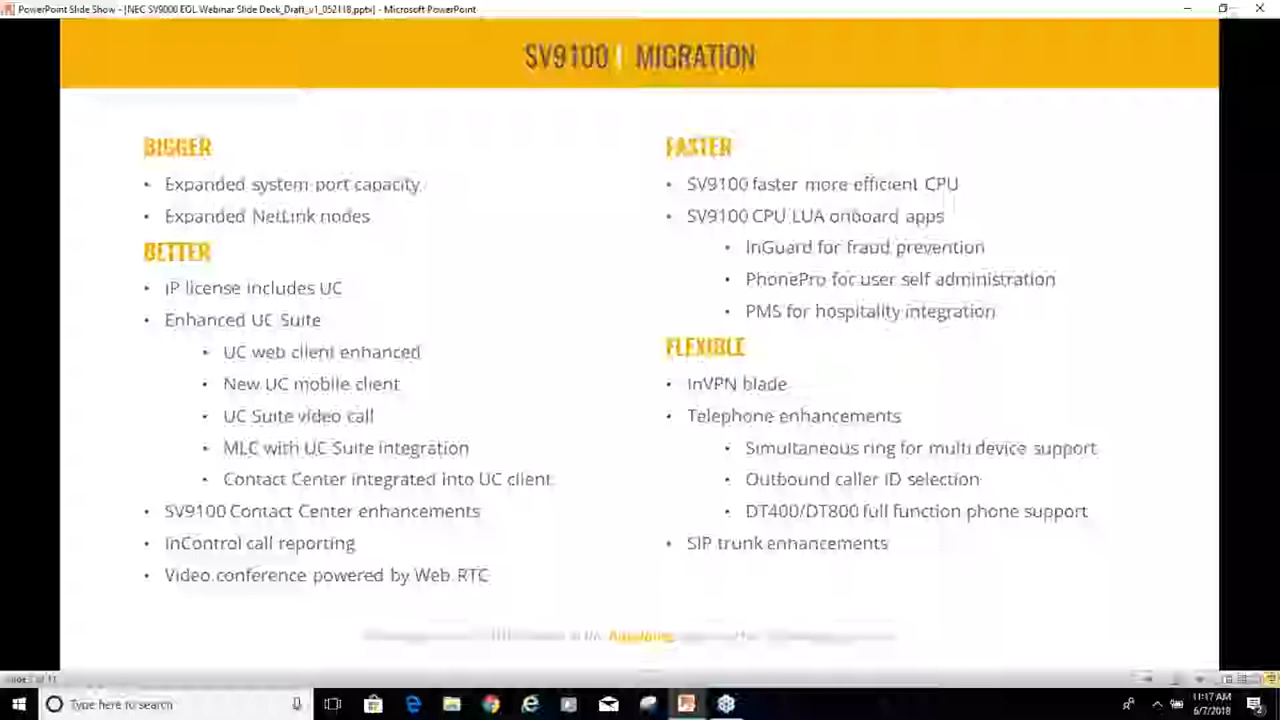 PowerPoint Slide Show - [NEC SV9000 EOL Webinar Slide Deck_Draft_v1_052118.pptx] - Microsoft PowerPoint
SV9100 | MIGRATION
BIGGER
• Expanded system port capacity
• Expanded NetLink nodes
BETTER
• IP license includes UC
• Enhanced UC Suite
• UC web client enhanced
• New UC mobile client
• UC Suite video call
• MLC with UC Suite integration
• Contact Center integrated into UC client
• SV9100 Contact Center enhancements
• InControl call reporting
• Video conference powered by Web RTC
FASTER
• SV9100 faster more efficient CPU
• SV9100 CPU LUA onboard apps
• InGuard for fraud prevention
• PhonePro for user self administration
• PMS for hospitality integration
FLEXIBLE
• InVPN blade
• Telephone enhancements
• Simultaneous ring for multi device support
• Outbound caller ID selection
• DT400/DT800 full function phone support
• SIP trunk enhancements
Type here to search
11:17 AM
6/7/2018